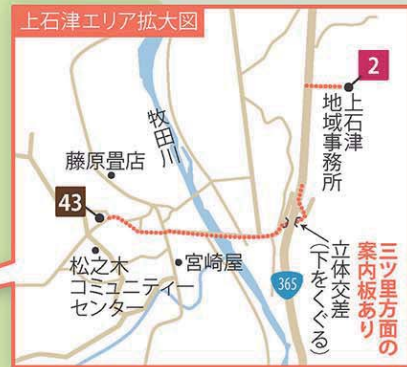 上石津エリア拡大図
2
上石津
地域事務所
牧田川
藤原畳店
43
松之木
コミュニティー
センター
宮崎屋
365
立体交差
(下をくぐる)
三ツ里方面の
案内板あり